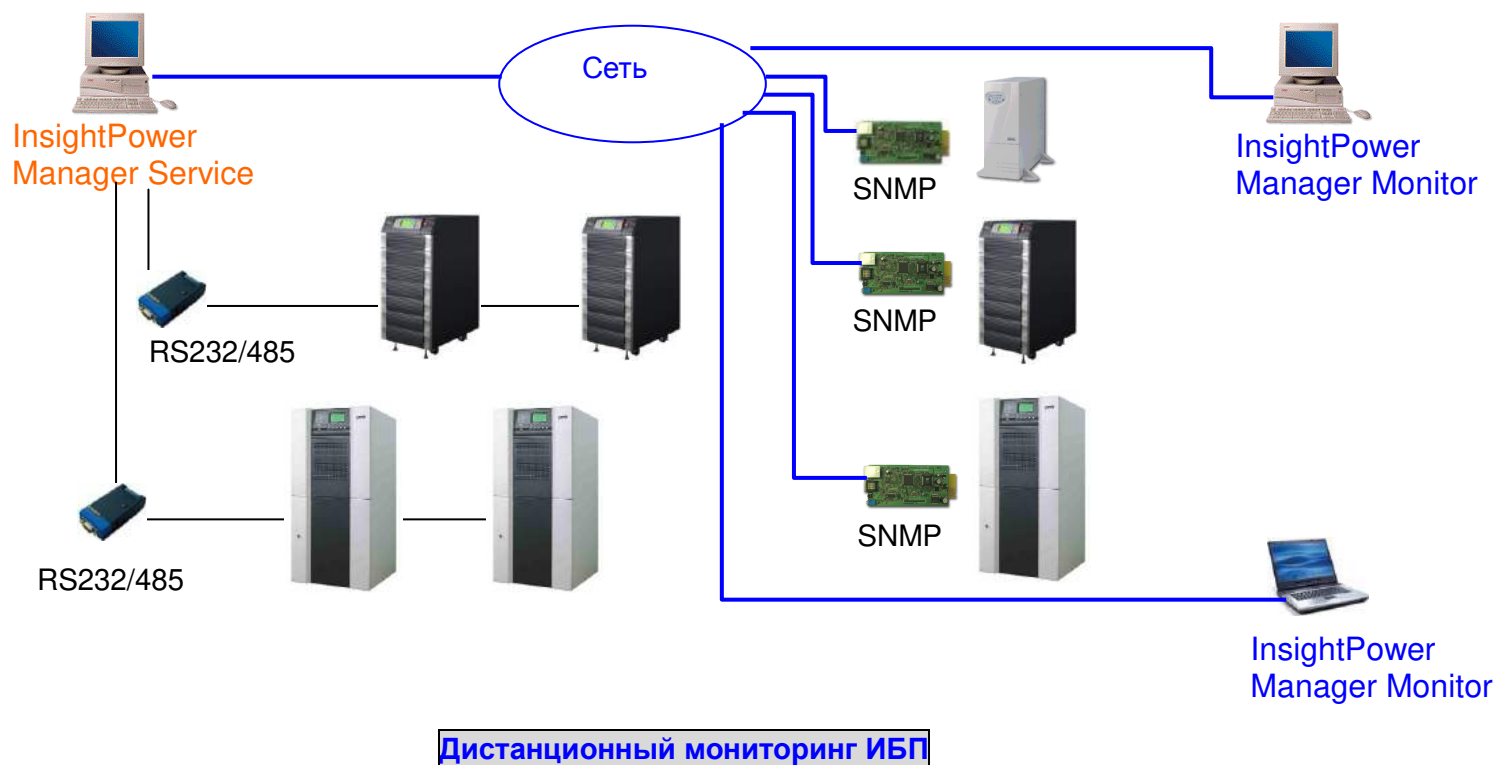 Сеть
InsightPower
Manager Service
InsightPower
Manager Monitor
SNMP
SNMP
RS232/485
SNMP
RS232/485
InsightPower
Manager Monitor
Дистанционный мониторинг ИБП